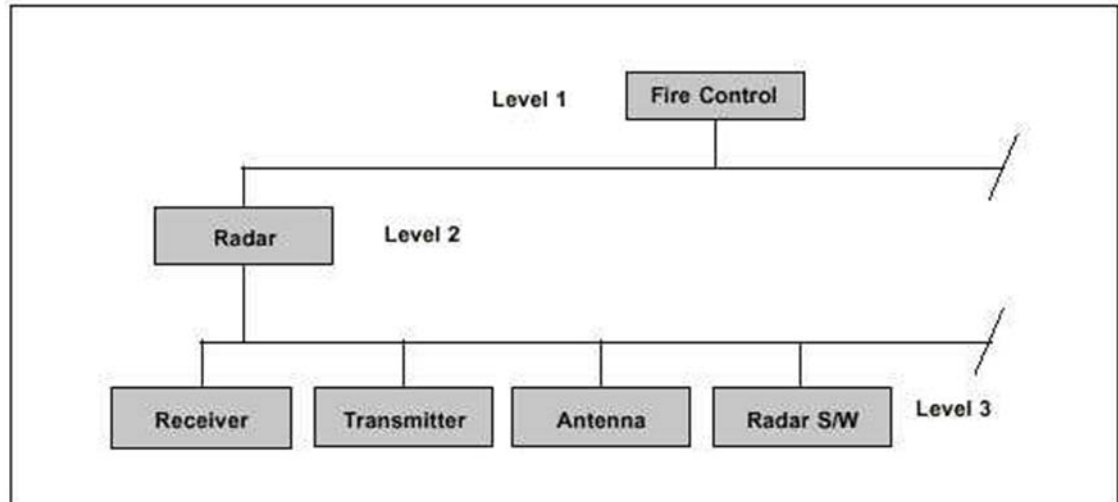 Level 1
Fire Control
Radar
Level 2
Receiver
Transmitter
Antenna
Radar S/W
Level 3